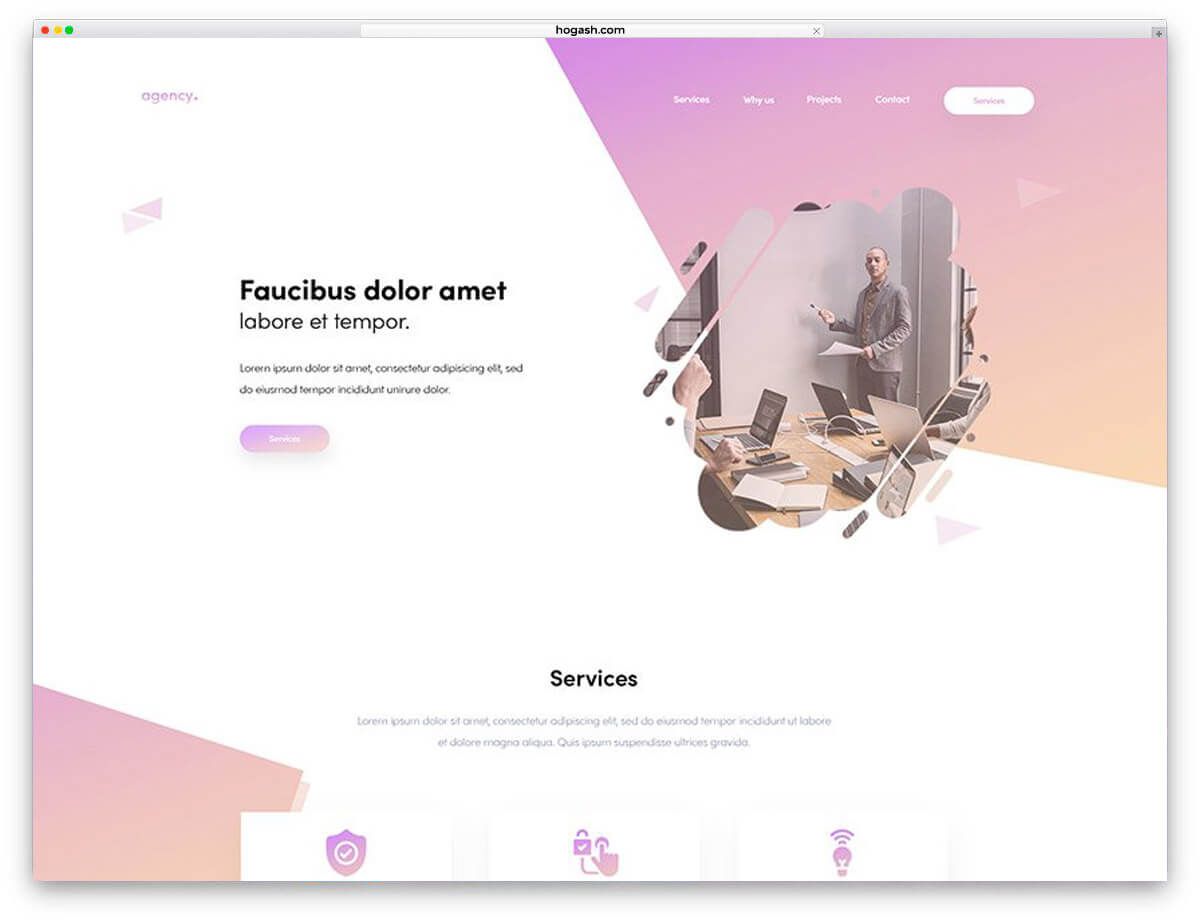 hogash.com
agency.
Services
Why us
Projects
Contact
Services
Faucibus dolor amet
labore et tempor.
Lorem ipsum dolor sit amet, consectetur adipisicing elit, sed
do eiusmod tempor incididunt unirure dolor.
Services
Services
Lorem ipsum dolor sit amet, consectetur adipiscing elit, sed do eiusmod tempor incididunt ut labore
et dolore magna aliqua. Quis ipsum suspendisse ultrices gravida.